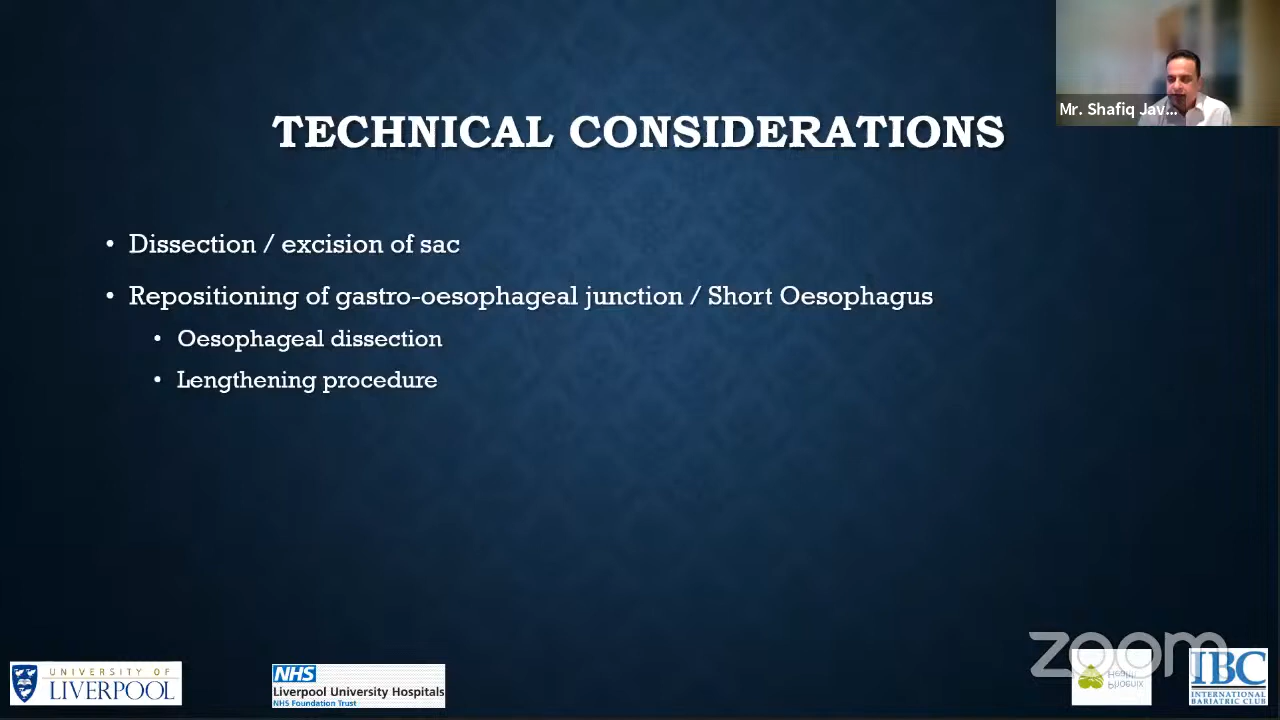 Mr. Shafiq Jav...
TECHNICAL CONSIDERATIONS
• Dissection / excision of sac
• Repositioning of gastro-oesophageal junction / Short Oesophagus
• Oesophageal dissection
• Lengthening procedure
UNIVERSITY OF
LIVERPOOL
NHS
Liverpool University Hospitals
NHS Foundation Trust
zoom
IBC
INTERNATIONAL
BARIATRIC CLUB